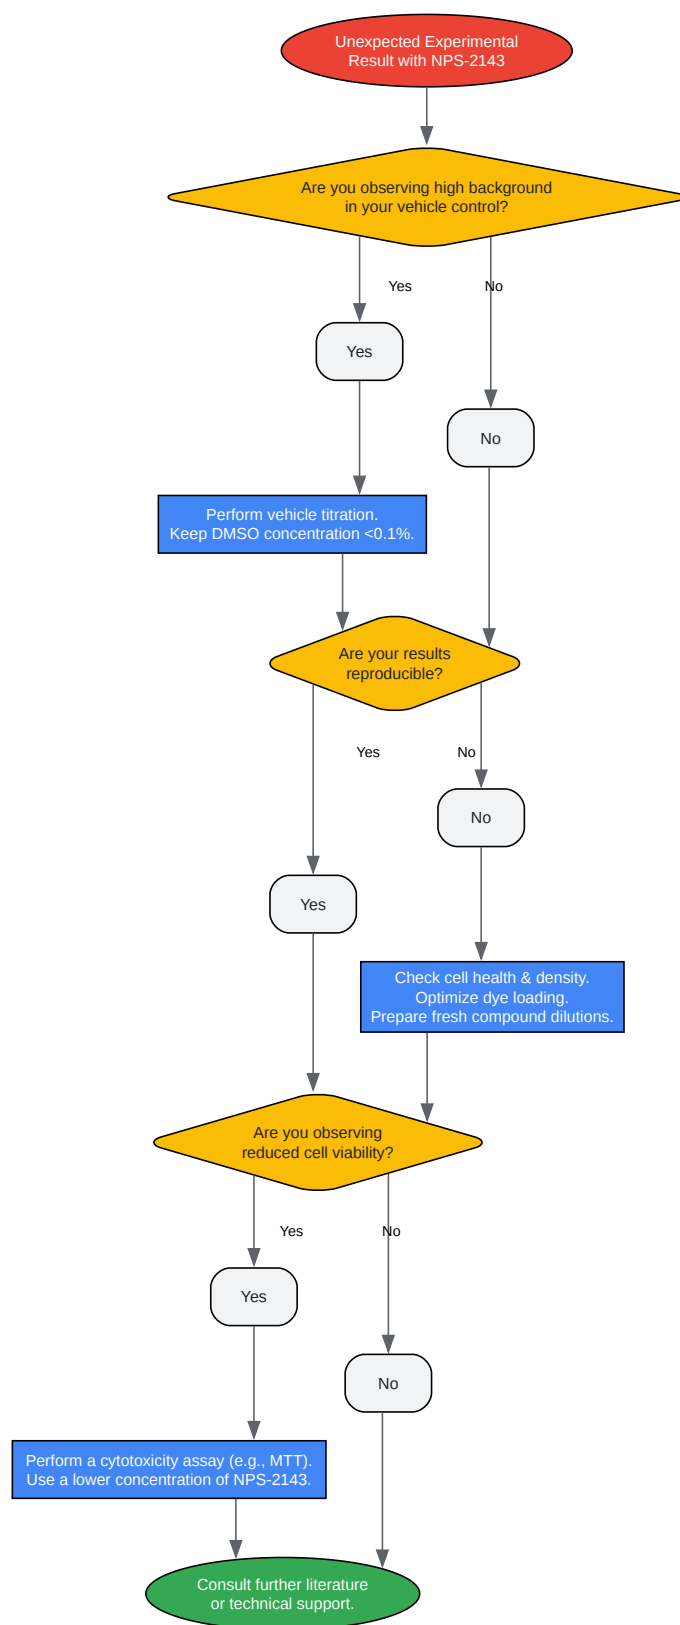 Unexpected Experimental
Result with NPS-2143
Are you observing high background
in your vehicle control?
Yes
No
Yes
No
Perform vehicle titration.
Keep DMSO concentration <0.1%.
Are your results
reproducible?
Yes
No
No
Yes
Check cell health & density.
Optimize dye loading.
Prepare fresh compound dilutions.
Are you observing
reduced cell viability?
Yes
No
Yes
No
Perform a cytotoxicity assay (e.g., MTT).
Use a lower concentration of NPS-2143.
Consult further literature
or technical support.